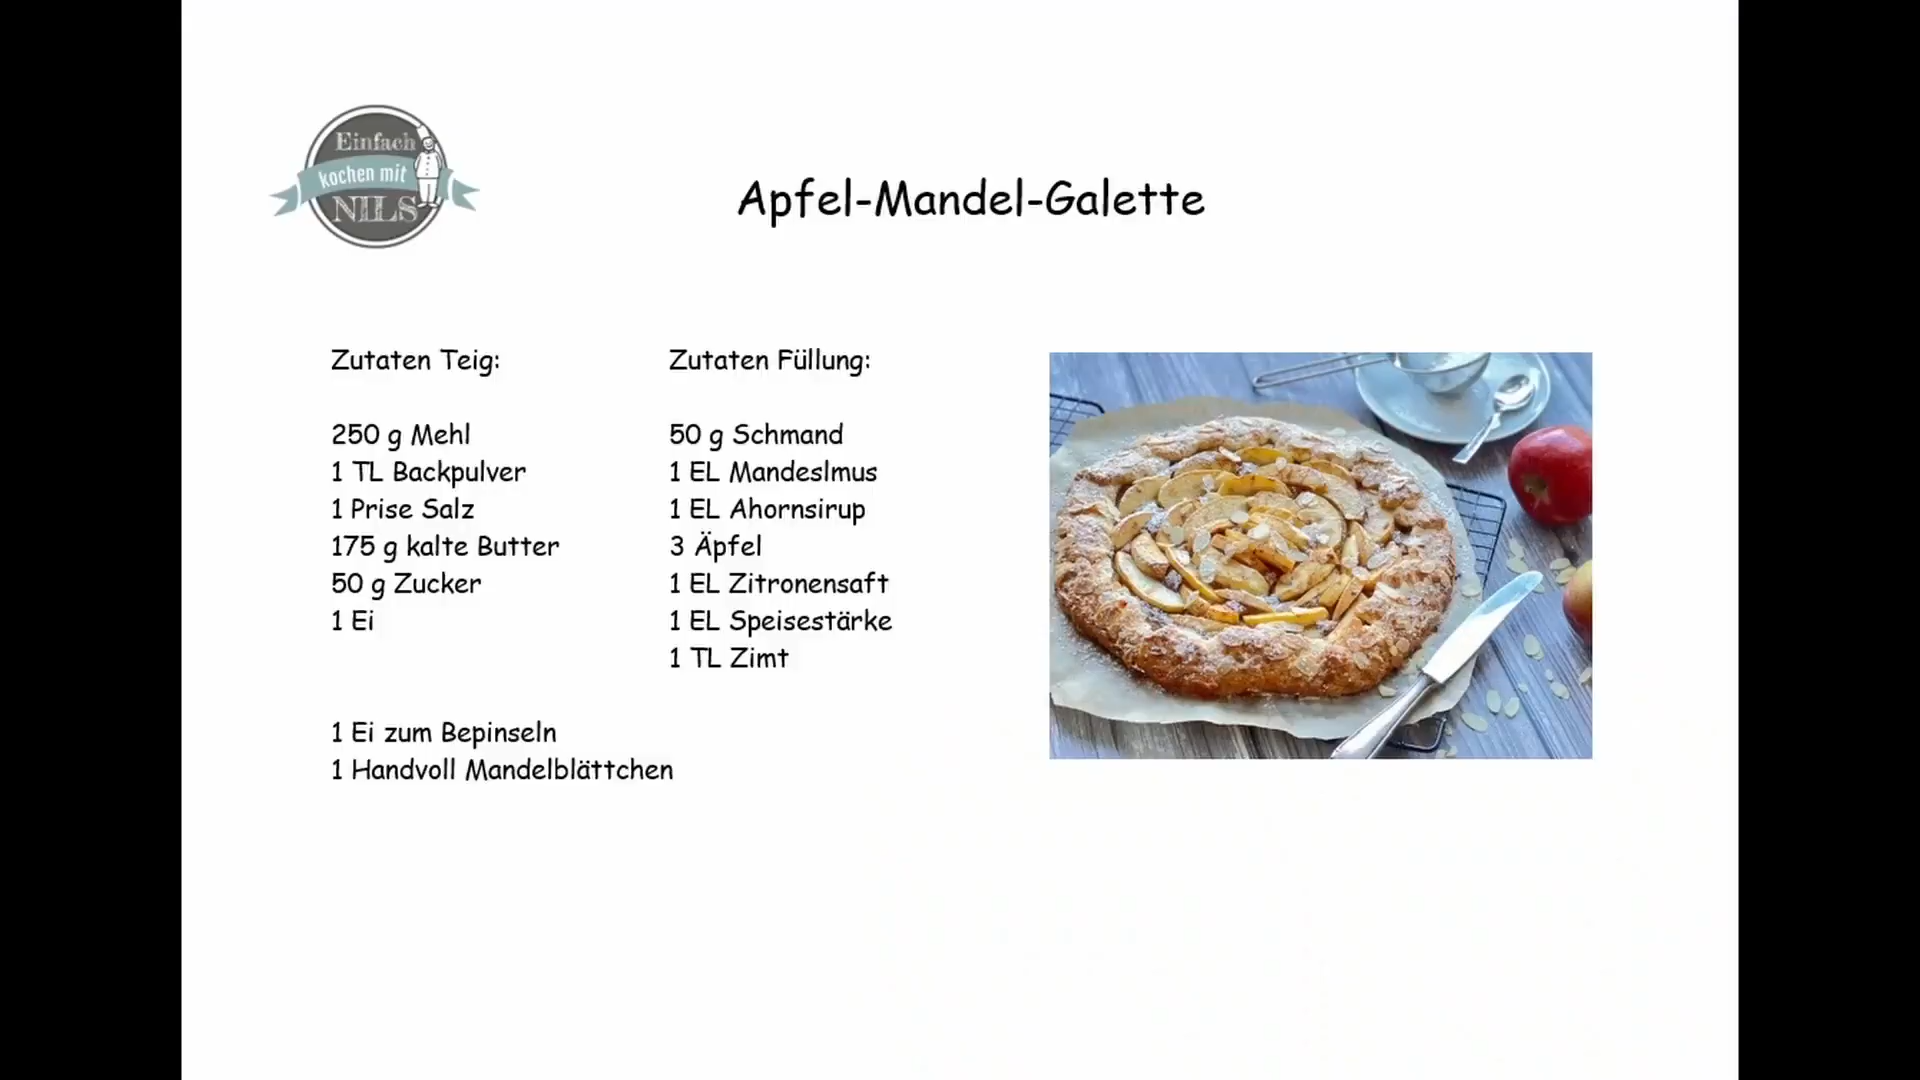 Einfach
kochen mit
NILS
Apfel-Mandel-Galette
Zutaten Teig:
250 g Mehl
1 TL Backpulver
1 Prise Salz
175 g kalte Butter
50 g Zucker
1 Ei
Zutaten Füllung:
50 g Schmand
1 EL Mandeslmus
1 EL Ahornsirup
3 Äpfel
1 EL Zitronensaft
1 EL Speisestärke
1 TL Zimt
1 Ei zum Bepinseln
1 Handvoll Mandelblättchen